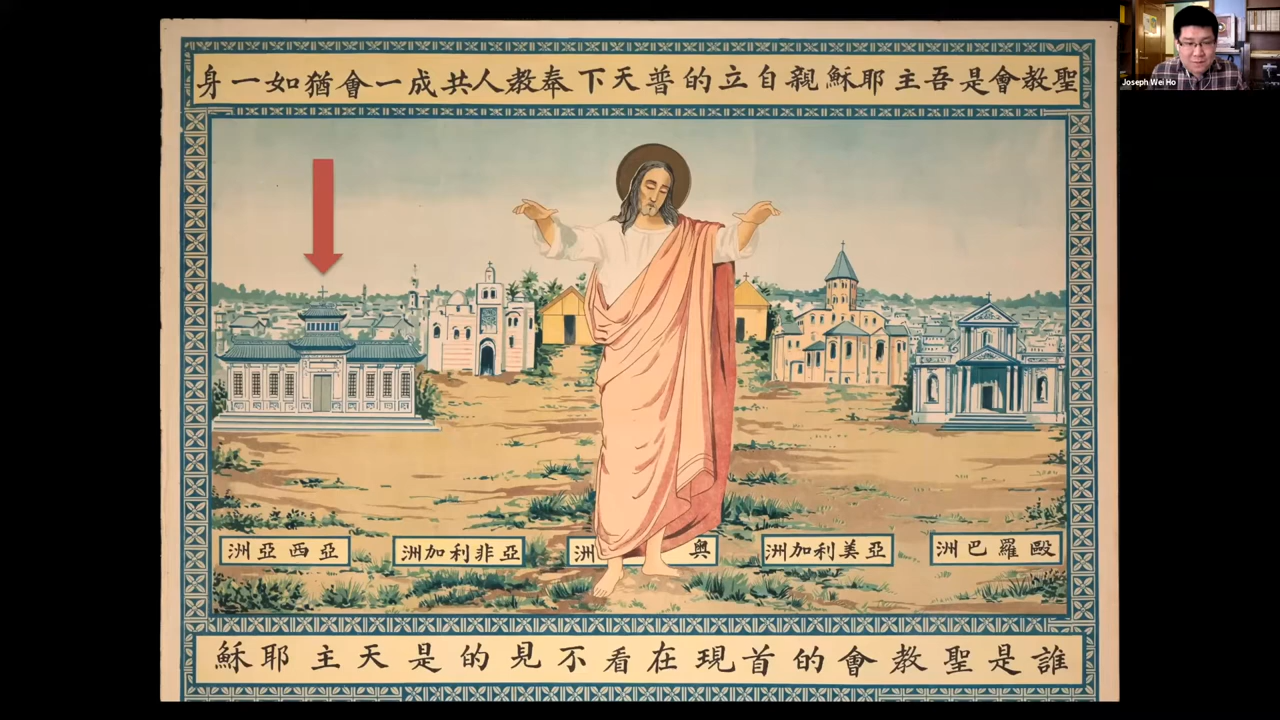 Joseph Wei Ho
聖教會是吾主耶穌親自立的普天下奉教人共成一會猶如一身
歐羅巴洲
亞美利加洲
奧 洲
亞非利加洲
亞西亞洲
誰是聖教會的首現在看不見的是天主耶穌